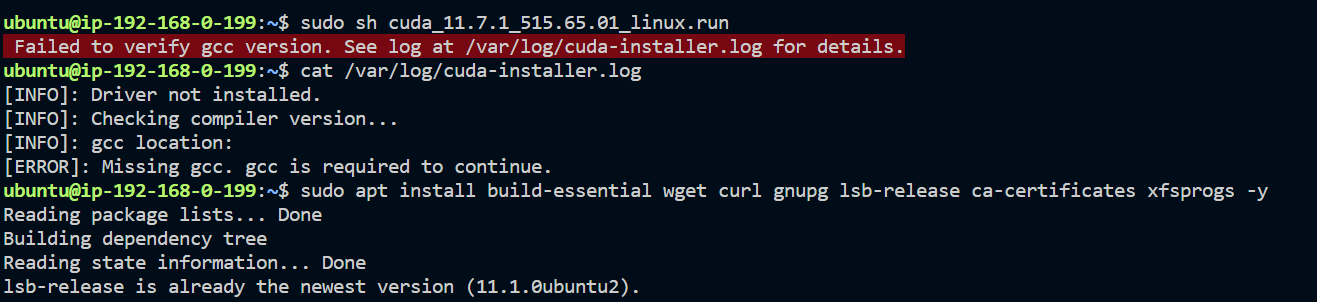 ubuntu@ip-192-168-0-199:~$ sudo sh cuda_11.7.1_515.65.01_linux.run
Failed to verify gcc version. See log at /var/log/cuda-installer.log for details.
ubuntu@ip-192-168-0-199:~$ cat /var/log/cuda-installer.log
[INFO]: Driver not installed.
[INFO]: Checking compiler version...
[INFO]: gcc location:
[ERROR]: Missing gcc. gcc is required to continue.
ubuntu@ip-192-168-0-199:~$ sudo apt install build-essential wget curl gnupg lsb-release ca-certificates xfsprogs -y
Reading package lists... Done
Building dependency tree
Reading state information... Done
lsb-release is already the newest version (11.1.0ubuntu2).